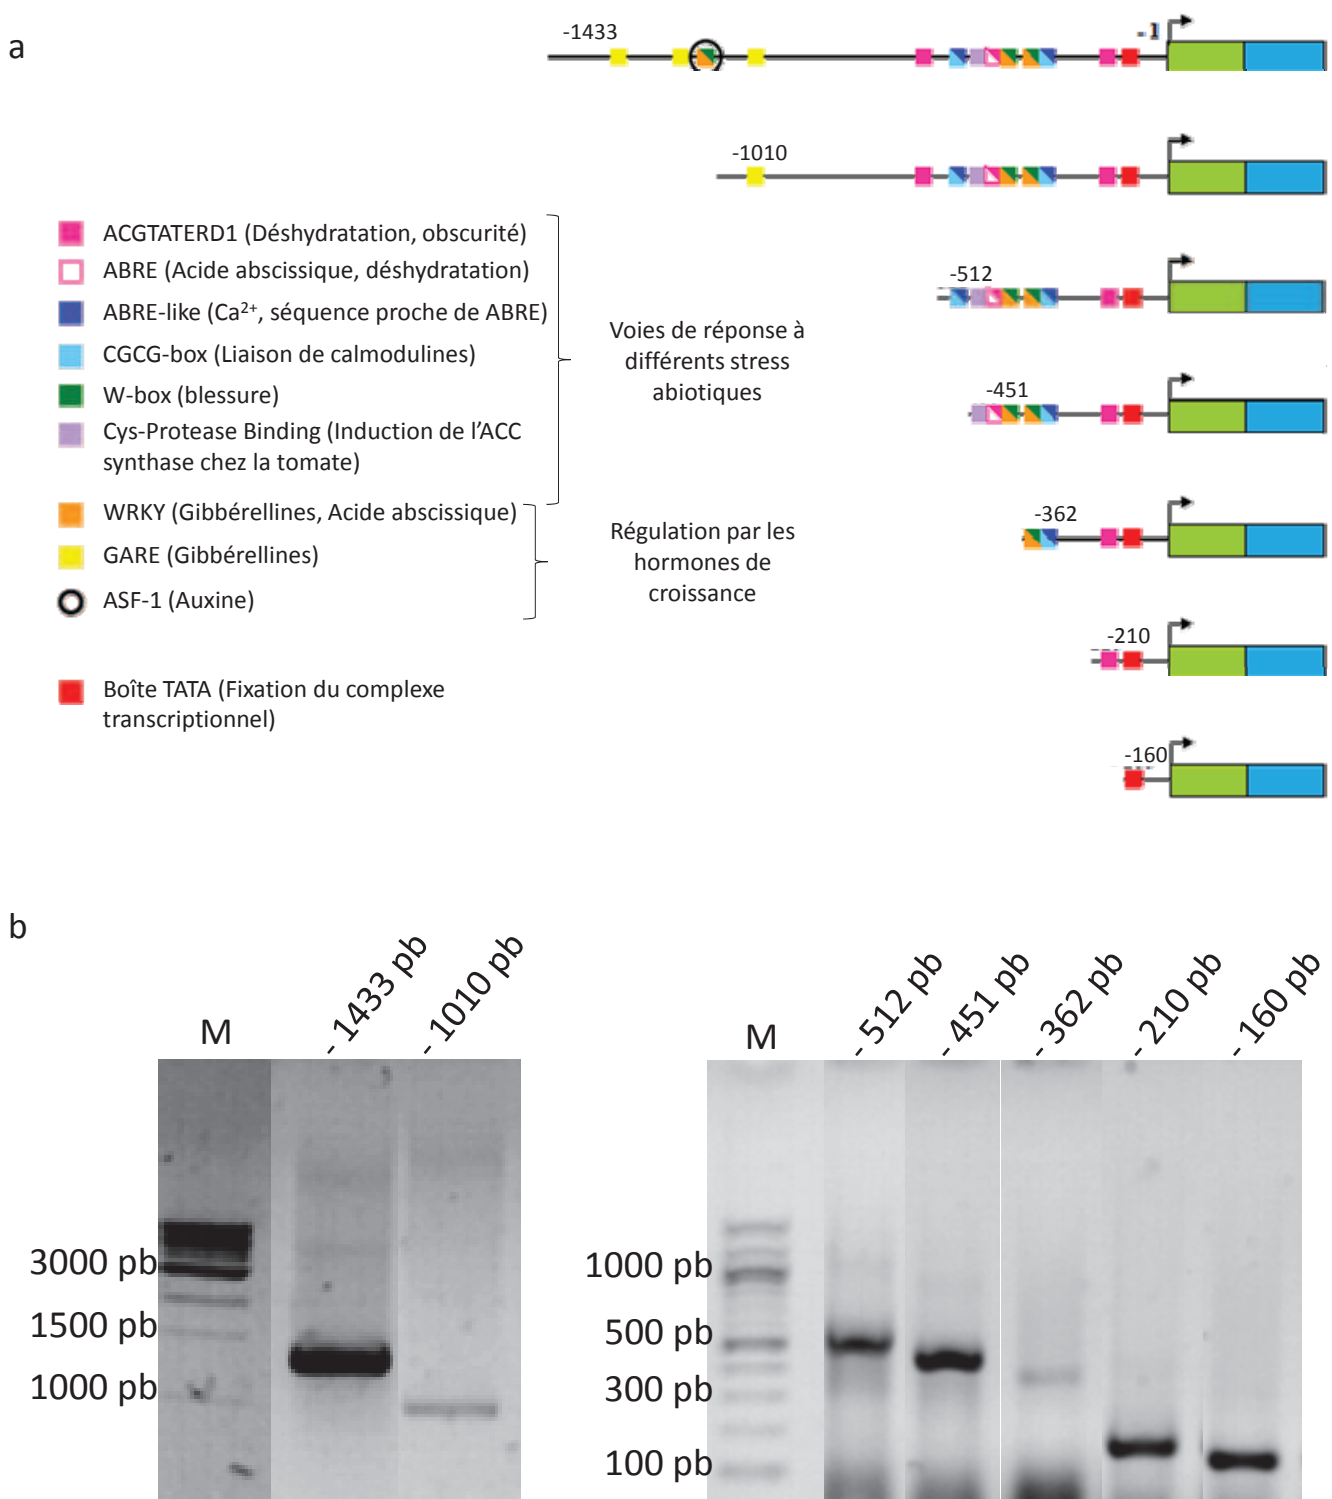 a
-1433
-1
-1010
ACGTATERD1 (Déshydratation, obscurité)
ABRE (Acide abscissique, déshydratation)
ABRE-like (Ca²⁺, séquence proche de ABRE)
CGCG-box (Liaison de calmodulines)
W-box (blessure)
Cys-Protease Binding (Induction de l'ACC
synthase chez la tomate)
WRKY (Gibbérellines, Acide abscissique)
GARE (Gibbérellines)
ASF-1 (Auxine)
Boîte TATA (Fixation du complexe
transcriptionnel)
Voies de réponse à
différents stress
abiotiques
Régulation par les
hormones de
croissance
-512
-451
-362
-210
-160
b
M
- 1433 pb
- 1010 pb
3000 pb
1500 pb
1000 pb
M
- 512 pb
- 451 pb
- 362 pb
- 210 pb
- 160 pb
1000 pb
500 pb
300 pb
100 pb